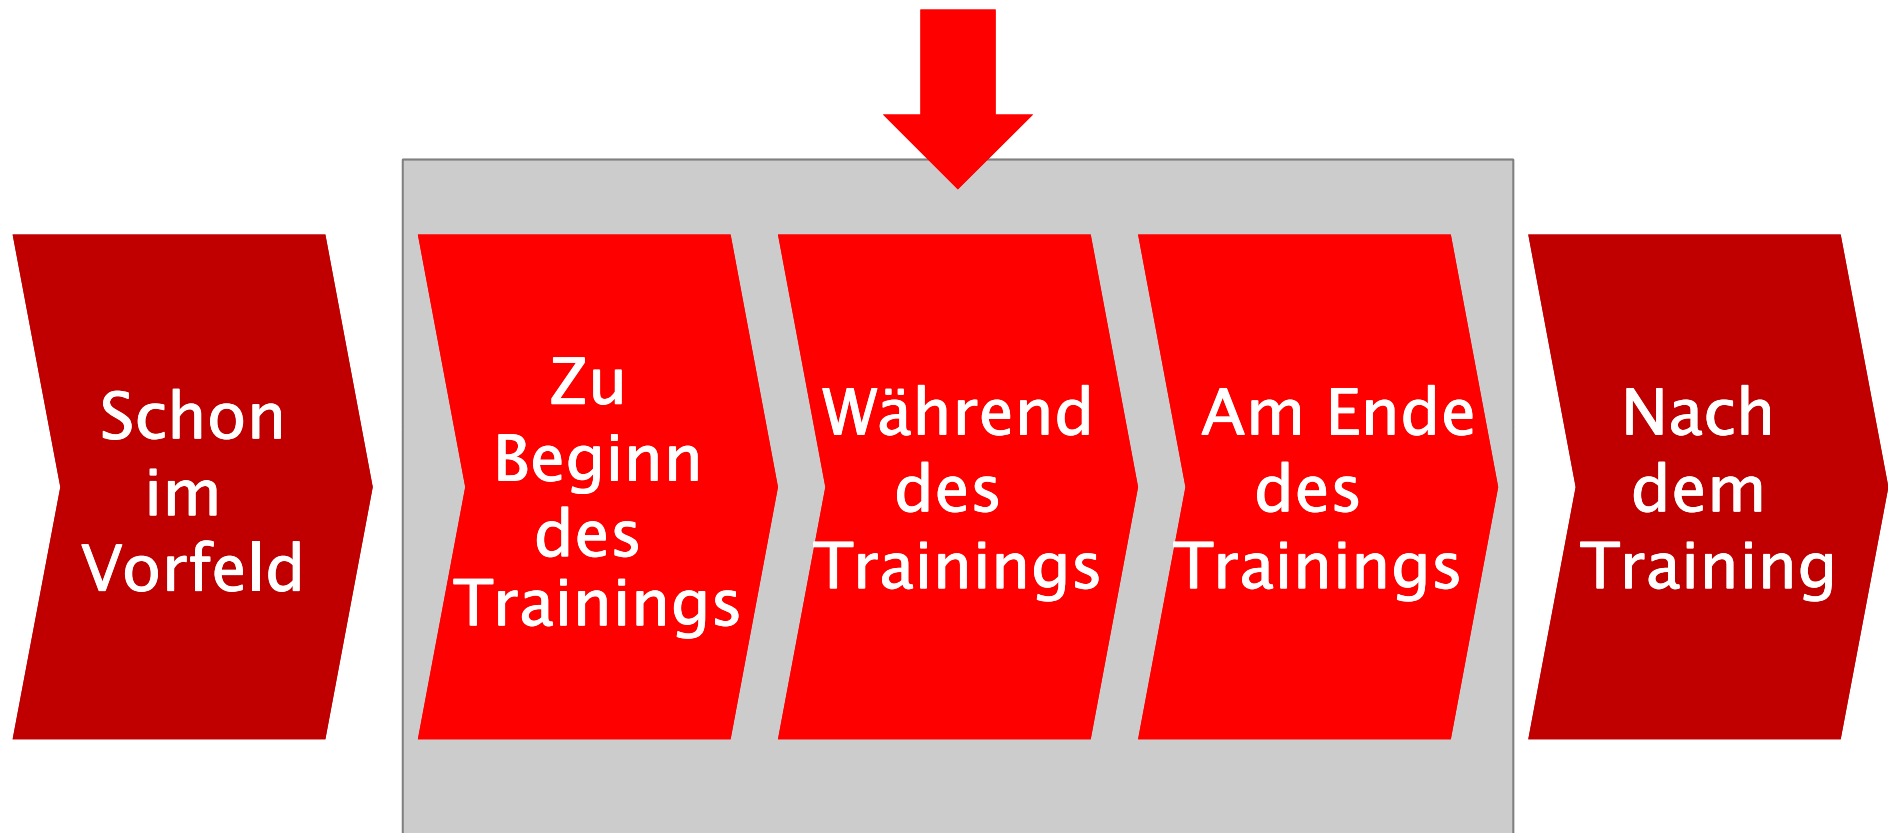 Schon
im
Vorfeld
Zu
Beginn
des
Trainings
Während
des
Trainings
Am Ende
des
Trainings
Nach
dem
Training